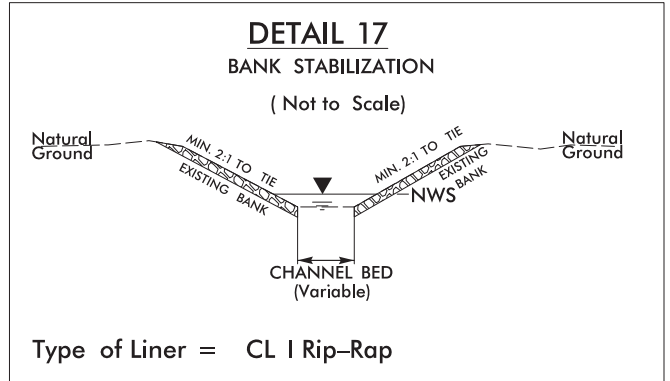 DETAIL 17
BANK STABILIZATION
( Not to Scale)
Natural
Ground
MIN. 2:1 TO TIE
EXISTING BANK
MIN. 2:1 TO TIE
EXISTING
BANK
Natural
Ground
NWS
CHANNEL BED
(Variable)
Type of Liner = CL I Rip-Rap